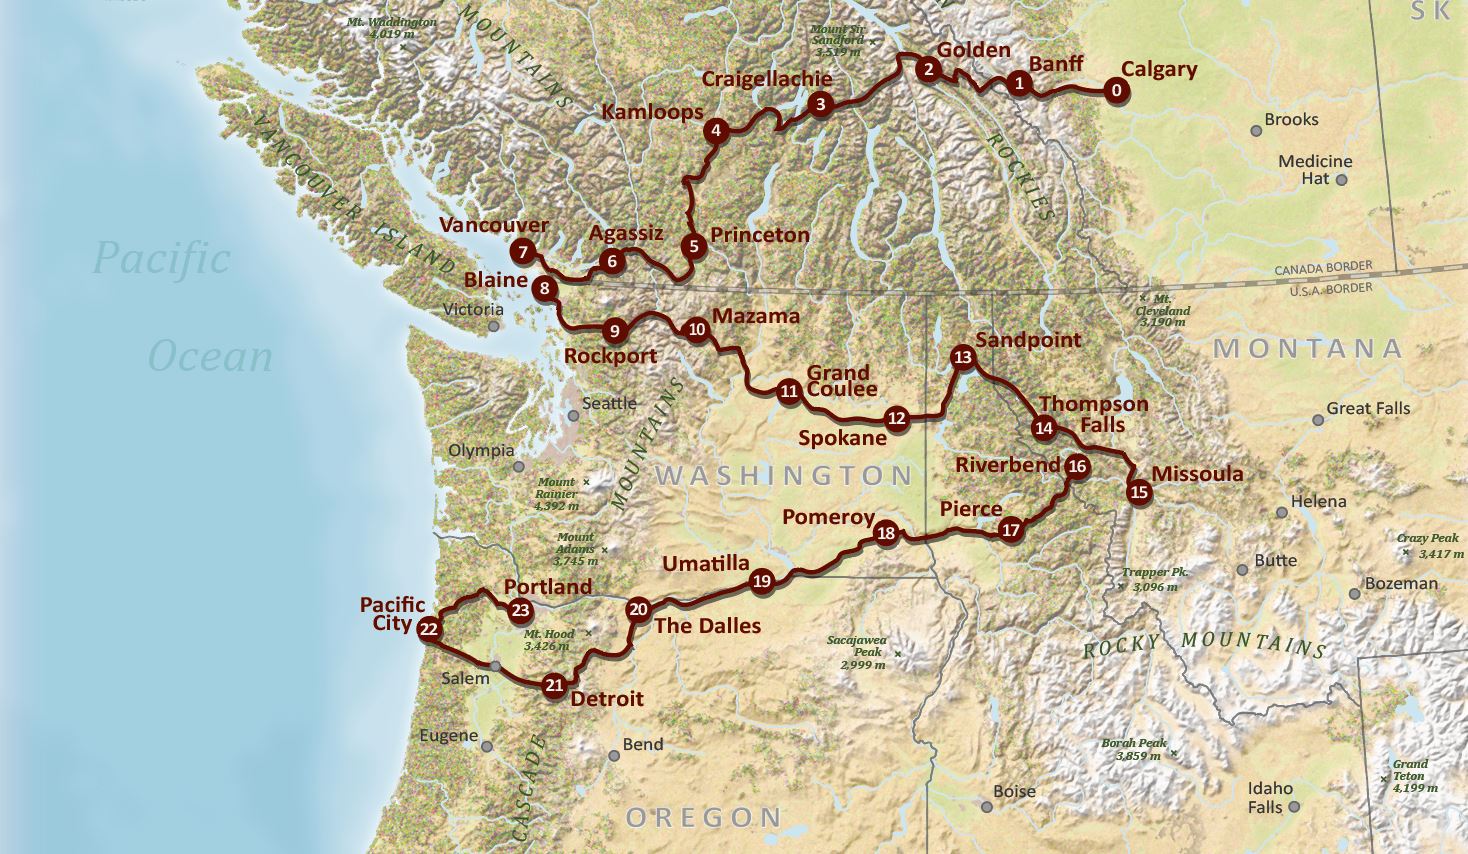 SK
Mt. Waddington
4,019 m
MOUNTAINS
Mount Sir
Sandford
3,519 m
Golden
2
Banff
1
Calgary
0
Craigellachie
3
Kamloops
4
Brooks
Medicine
Hat
ROCKIES
VANCOUVER ISLAND
Vancouver
7
Agassiz
6
Princeton
5
Pacific
Ocean
Blaine
8
Victoria
CANADA BORDER
U.S.A. BORDER
Mt.
Cleveland
3,190 m
Rockport
9
Mazama
10
Sandpoint
13
MONTANA
Grand
Coulee
11
Spokane
12
Thompson
Falls
14
Seattle
Great Falls
Olympia
MOUNTAINS
WASHINGTON
Riverbend
16
Missoula
15
Mount
Rainier
4,392 m
Helena
Pierce
17
Pomeroy
18
Mount
Adams
3,745 m
Crazy Peak
3,417 m
Umatilla
19
Butte
Trapper Pk.
3,096 m
Bozeman
Portland
23
Pacific
City
22
20
The Dalles
Mt. Hood
3,426 m
Sacajawea
Peak
2,999 m
ROCKY MOUNTAINS
Salem
21
Detroit
Eugene
Bend
CASCADE
Borah Peak
3,859 m
Grand
Teton
4,199 m
Boise
Idaho
Falls
OREGON